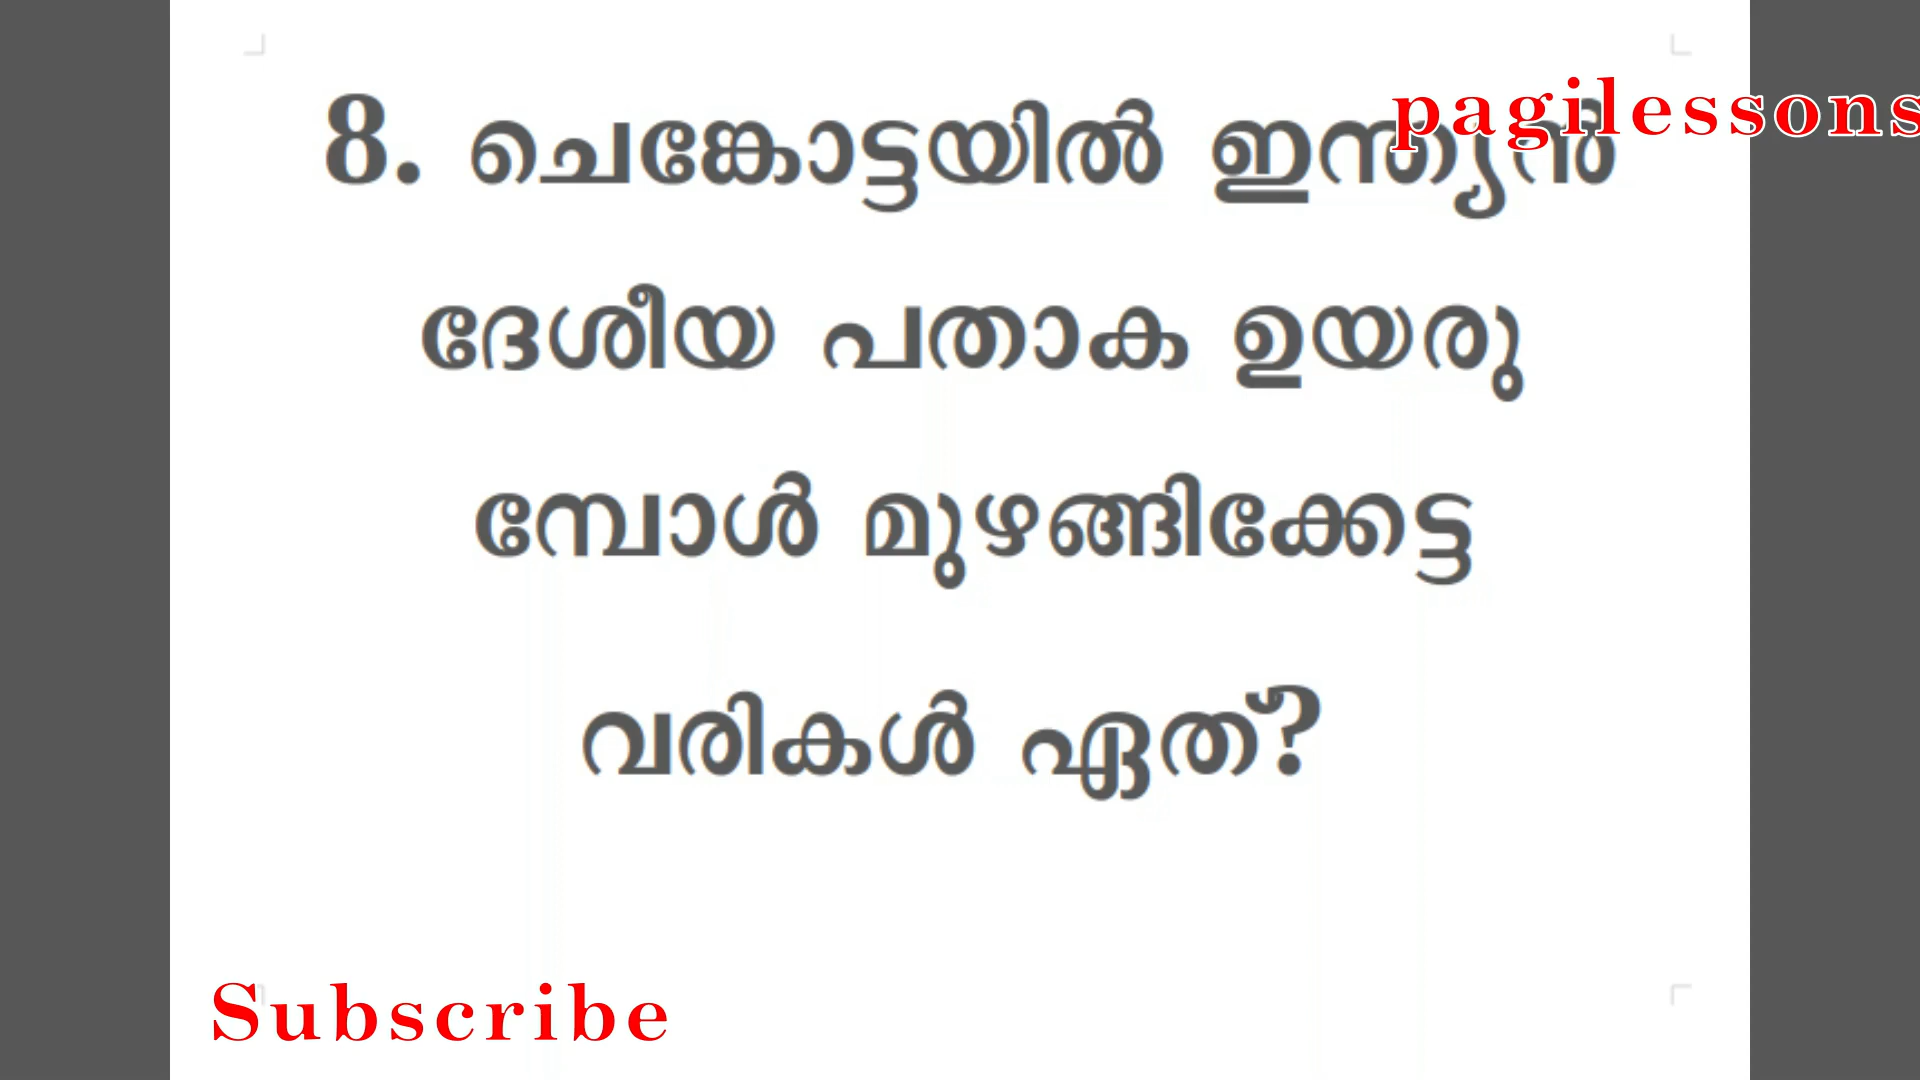 8. ചെങ്കോട്ടയിൽ ഇന്ത്യൻ
pagilessons
ദേശീയ പതാക ഉയരു
മ്പോൾ മുഴങ്ങിക്കേട്ട
വരികൾ ഏത്?
Subscribe